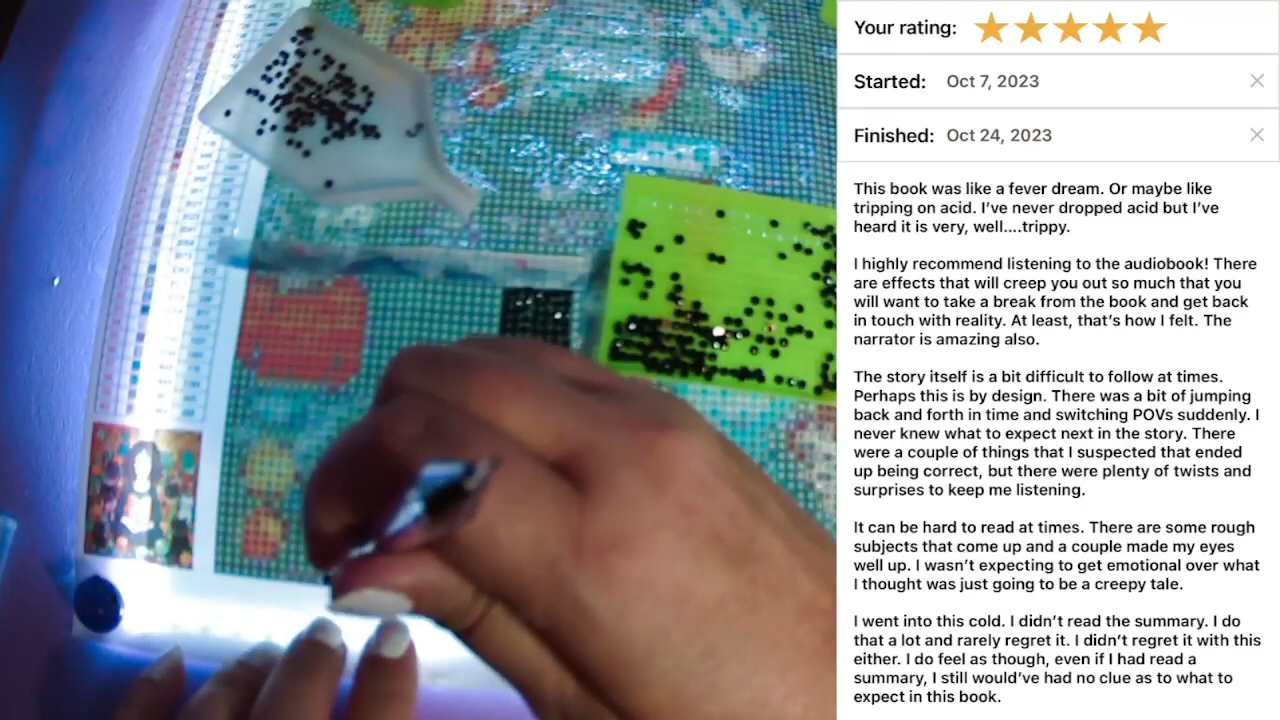 Your rating:
Started: Oct 7, 2023
Finished: Oct 24, 2023
This book was like a fever dream. Or maybe like
tripping on acid. I've never dropped acid but I've
heard it is very, well....trippy.
I highly recommend listening to the audiobook! There
are effects that will creep you out so much that you
will want to take a break from the book and get back
in touch with reality. At least, that's how I felt. The
narrator is amazing also.
The story itself is a bit difficult to follow at times.
Perhaps this is by design. There was a bit of jumping
back and forth in time and switching POVs suddenly. I
never knew what to expect next in the story. There
were a couple of things that I suspected that ended
up being correct, but there were plenty of twists and
surprises to keep me listening.
It can be hard to read at times. There are some rough
subjects that come up and a couple made my eyes
well up. I wasn't expecting to get emotional over what
I thought was just going to be a creepy tale.
I went into this cold. I didn't read the summary. I do
that a lot and rarely regret it. I didn't regret it with this
either. I do feel as though, even if I had read a
summary, I still would've had no clue as to what to
expect in this book.